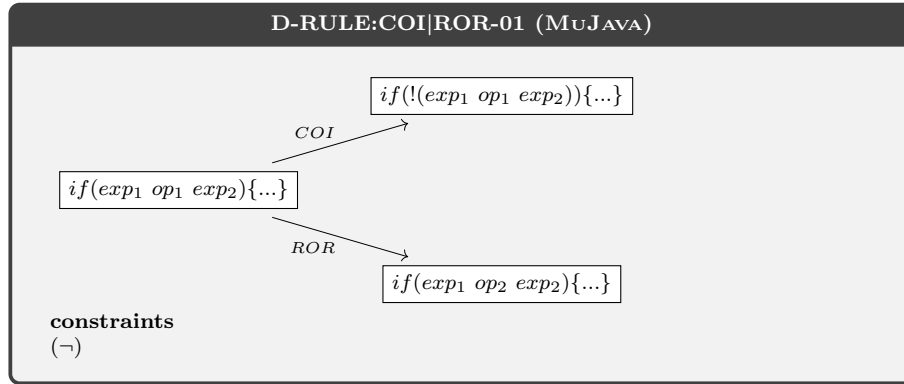 D-RULE:COI|ROR-01 (MUJAVA)
if(!(exp₁ op₁ exp₂)){...}
COI
if(exp₁ op₁ exp₂){...}
ROR
if(exp₁ op₂ exp₂){...}
constraints
(¬)